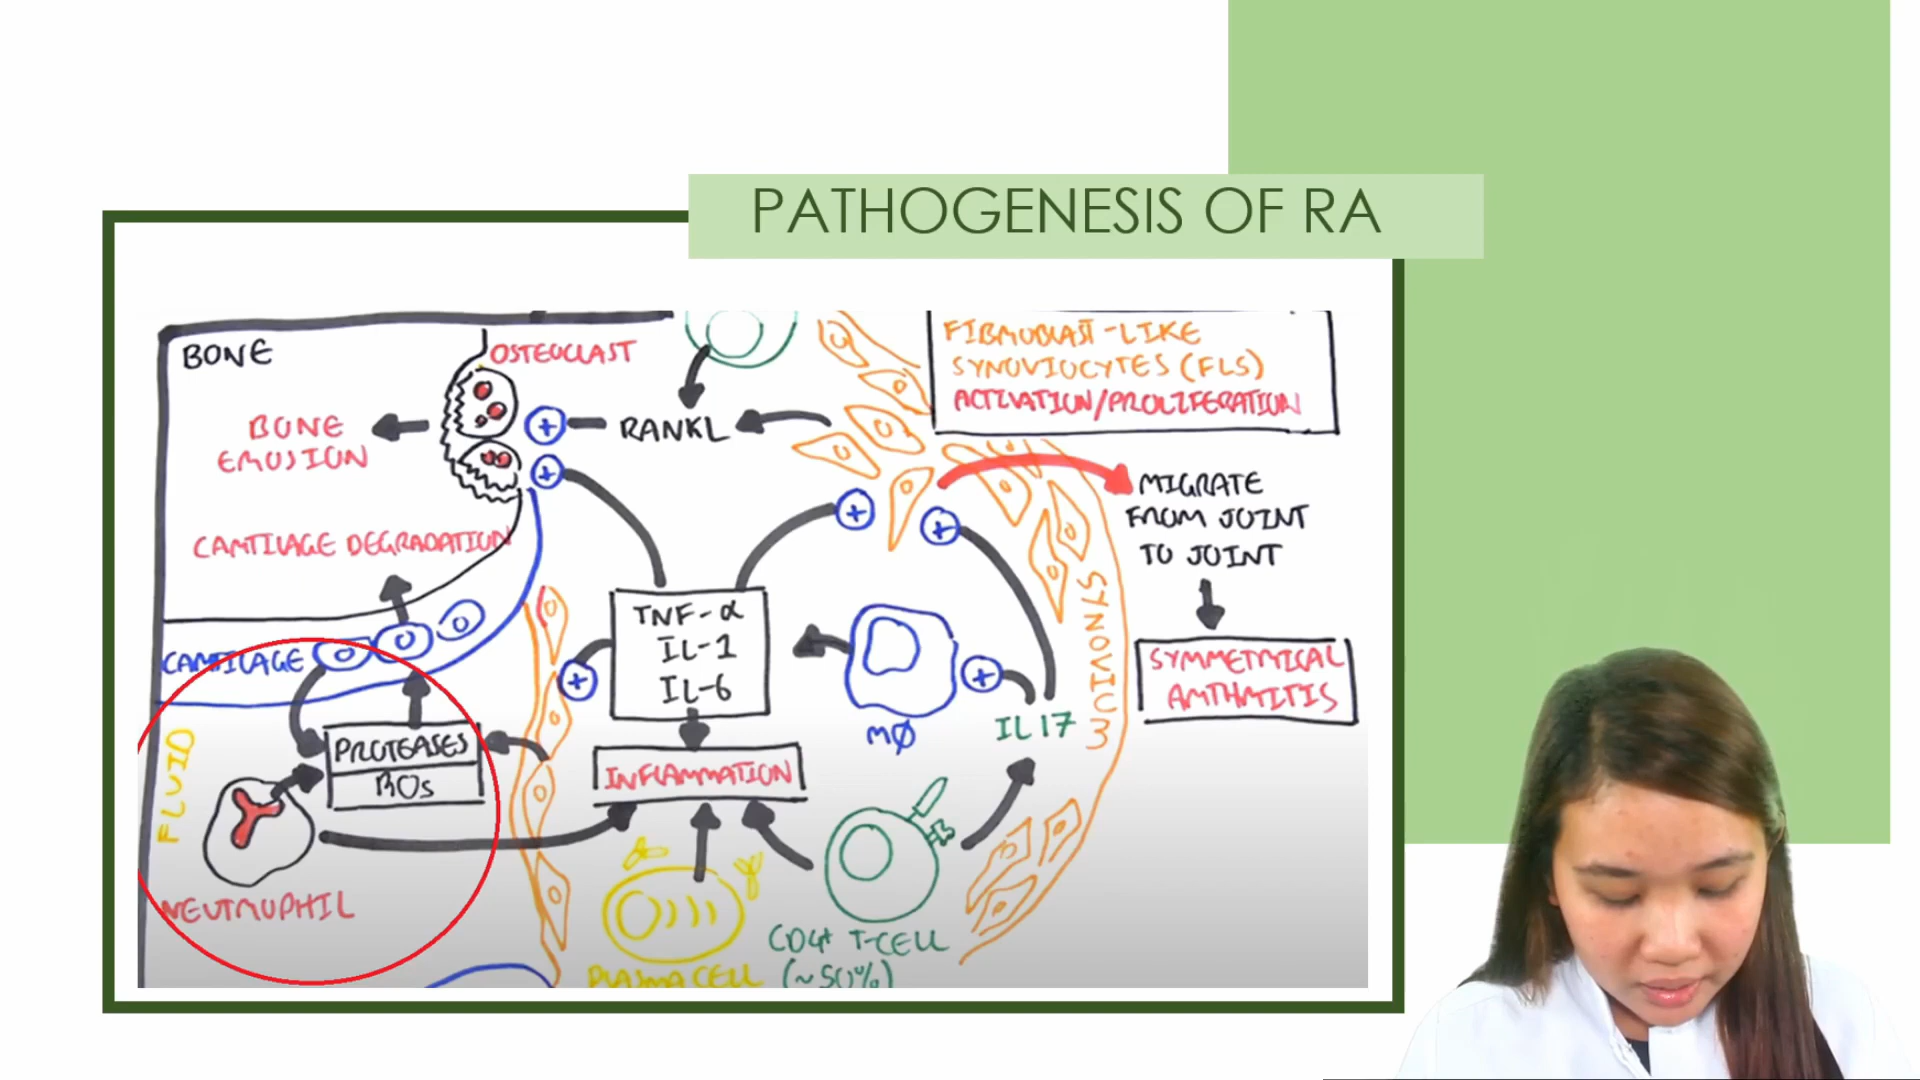 PATHOGENESIS OF RA
BONE
OSTEOCLAST
BONE
EROSION
RANKL
FIBROBLAST-LIKE
SYNOVIOCYTES (FLS)
ACTIVATION/PROLIFERATION
MIGRATE
FROM JOINT
TO JOINT
CARTILAGE DEGRADATION
TNF-α
IL-1
IL-6
SYNOVIUM
SYMMETRICAL
ARTHRITIS
CARTILAGE
MØ
IL17
FLUID
PROTEASES
ROS
INFLAMMATION
NEUTROPHIL
PLASMA CELL
CD4+ T-CELL
(~50%)